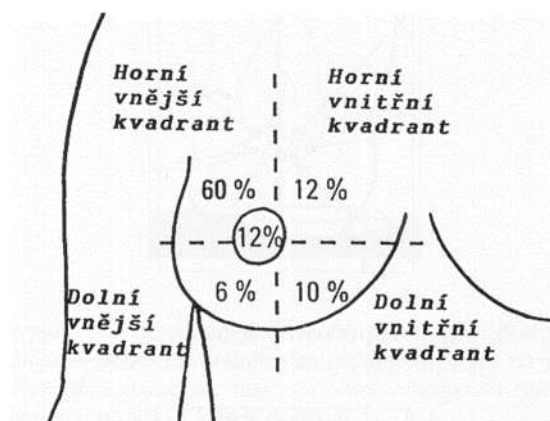 Horní
vnější
kvadrant
Horní
vnitřní
kvadrant
60 %
12 %
12%
6 %
10 %
Dolní
vnější
kvadrant
Dolní
vnitřní
kvadrant